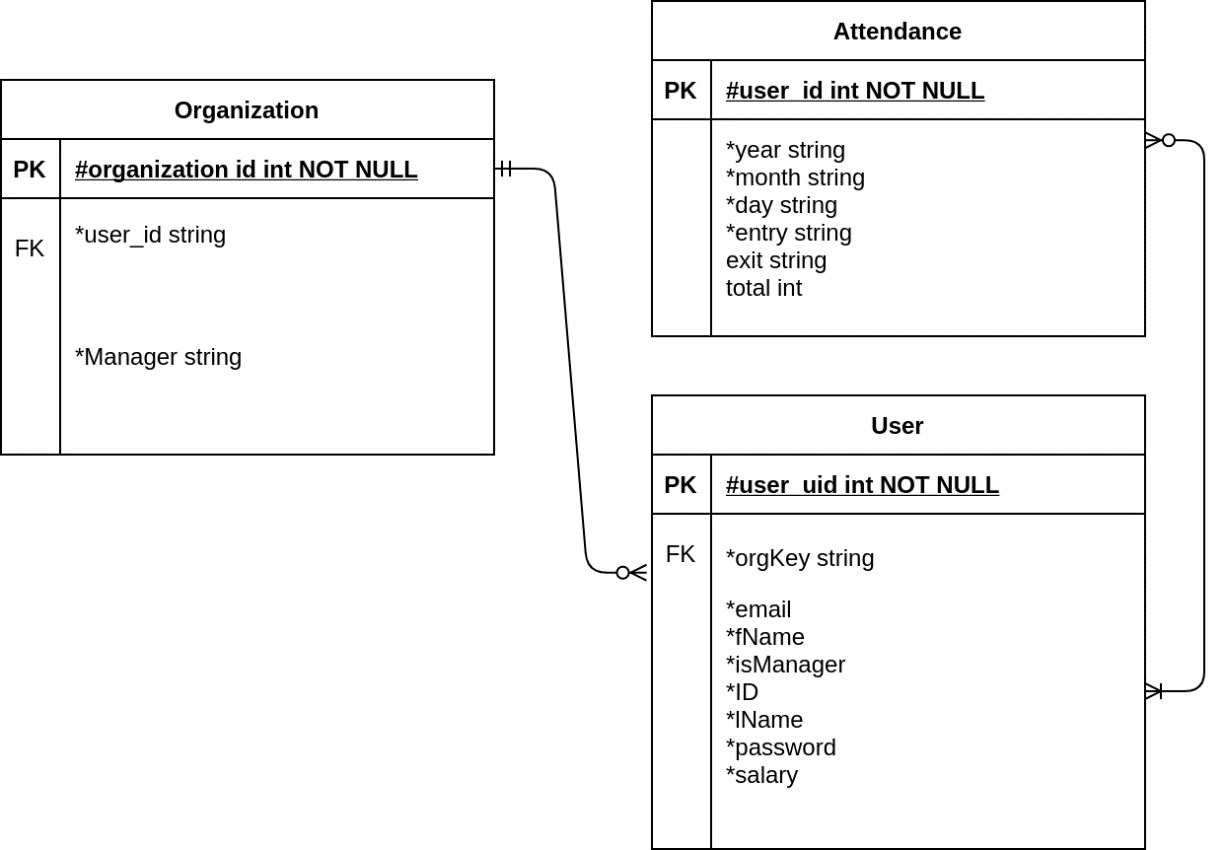 Organization
PK #organization id int NOT NULL
FK *user_id string
*Manager string
Attendance
PK #user_id int NOT NULL
*year string
*month string
*day string
*entry string
exit string
total int
User
PK #user_uid int NOT NULL
FK *orgKey string
*email
*fName
*isManager
*ID
*lName
*password
*salary